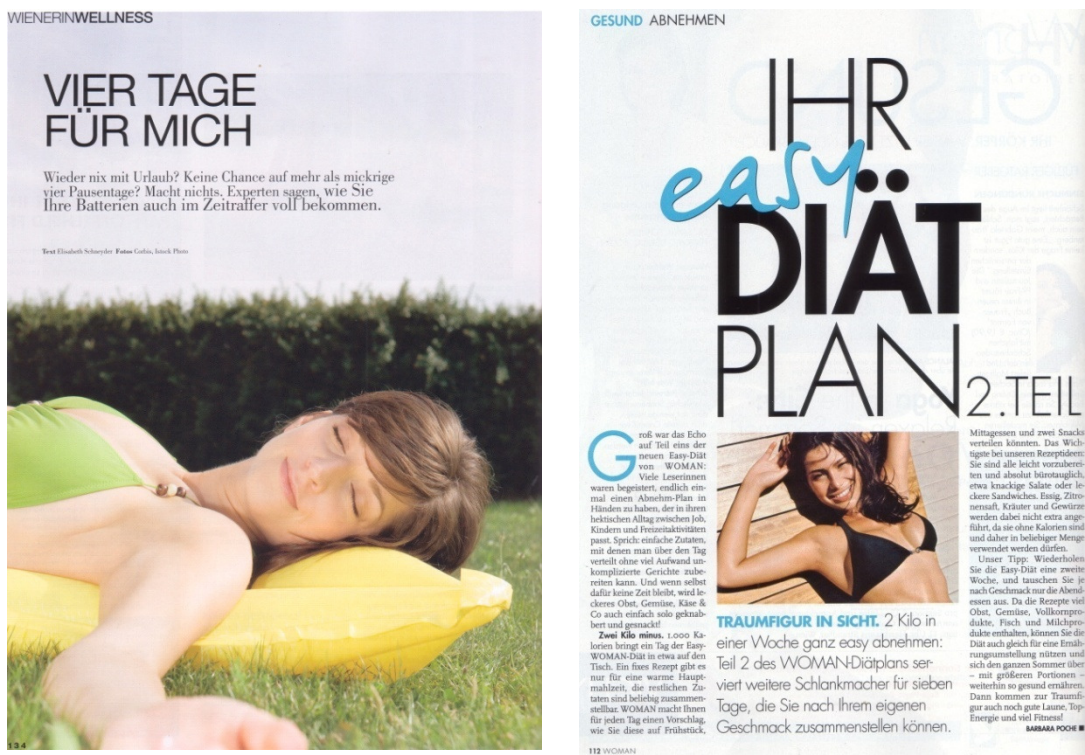 WIENERINWELLNESS
VIER TAGE
FÜR MICH
Wieder nix mit Urlaub? Keine Chance auf mehr als mickrige
vier Pausentage? Macht nichts. Experten sagen, wie Sie
Ihre Batterien auch im Zeitraffer voll bekommen.
Text Elisabeth Schneyder Fotos Corbis, Istock Photo
134
GESUND ABNEHMEN
IHR
easy
DIÄT
PLAN
2.TEIL
Groß war das Echo
auf Teil eins der
neuen Easy-Diät
von WOMAN:
Viele Leserinnen
waren begeistert, endlich ein-
mal einen Abnehm-Plan in
Händen zu haben, der in ihren
hektischen Alltag zwischen Job,
Kindern und Freizeitaktivitäten
passt. Sprich: einfache Zutaten,
mit denen man über den Tag
verteilt ohne viel Aufwand un-
komplizierte Gerichte zube-
reiten kann. Und wenn selbst
dafür keine Zeit bleibt, wird le-
ckeres Obst, Gemüse, Käse &
Co auch einfach solo geknab-
bert und gesnackt!
Zwei Kilo minus. 1.000 Ka-
lorien bringt ein Tag der Easy-
WOMAN-Diät in etwa auf den
Tisch. Ein fixes Rezept gibt es
nur für eine warme Haupt-
mahlzeit, die restlichen Zu-
taten sind beliebig zusammen-
stellbar. WOMAN macht Ihnen
für jeden Tag einen Vorschlag,
wie Sie diese auf Frühstück,
TRAUMFIGUR IN SICHT. 2 Kilo in
einer Woche ganz easy abnehmen:
Teil 2 des WOMAN-Diätplans ser-
viert weitere Schlankmacher für sieben
Tage, die Sie nach Ihrem eigenen
Geschmack zusammenstellen können.
Mittagessen und zwei Snacks
verteilen könnten. Das Wich-
tigste bei unseren Rezeptideen:
Sie sind alle leicht vorzuberei-
ten und absolut bürotauglich,
etwa knackige Salate oder le-
ckere Sandwiches. Essig, Zitro-
nensaft, Kräuter und Gewürze
werden dabei nicht extra ange-
führt, da sie ohne Kalorien sind
und daher in beliebiger Menge
verwendet werden dürfen.
Unser Tipp: Wiederholen
Sie die Easy-Diät eine zweite
Woche, und tauschen Sie je
nach Geschmack nur die Abend-
essen aus. Da die Rezepte viel
Obst, Gemüse, Vollkornpro-
dukte, Fisch und Milchpro-
dukte enthalten, können Sie die
Diät auch gleich für eine Ernäh-
rungsumstellung nützen und
sich den ganzen Sommer über
– mit größeren Portionen –
weiterhin so gesund ernähren.
Dann kommen zur Traumfi-
gur auch noch gute Laune, Top-
Energie und viel Fitness!
BARBARA POCHE
112 WOMAN